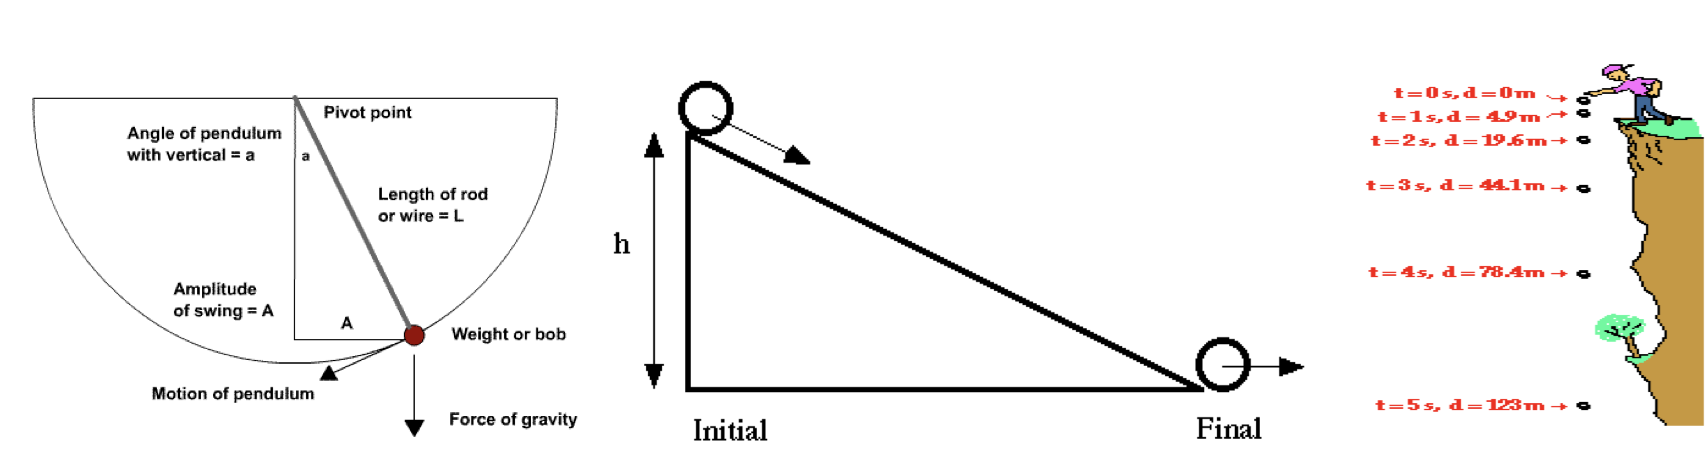 Pivot point
Angle of pendulum
with vertical = a
a
Length of rod
or wire = L
Amplitude
of swing = A
A
Weight or bob
Motion of pendulum
Force of gravity
h
Initial
Final
t = 0 s, d = 0 m
t = 1 s, d = 4.9 m
t = 2 s, d = 19.6 m
t = 3 s, d = 44.1 m
t = 4 s, d = 78.4 m
t = 5 s, d = 123 m